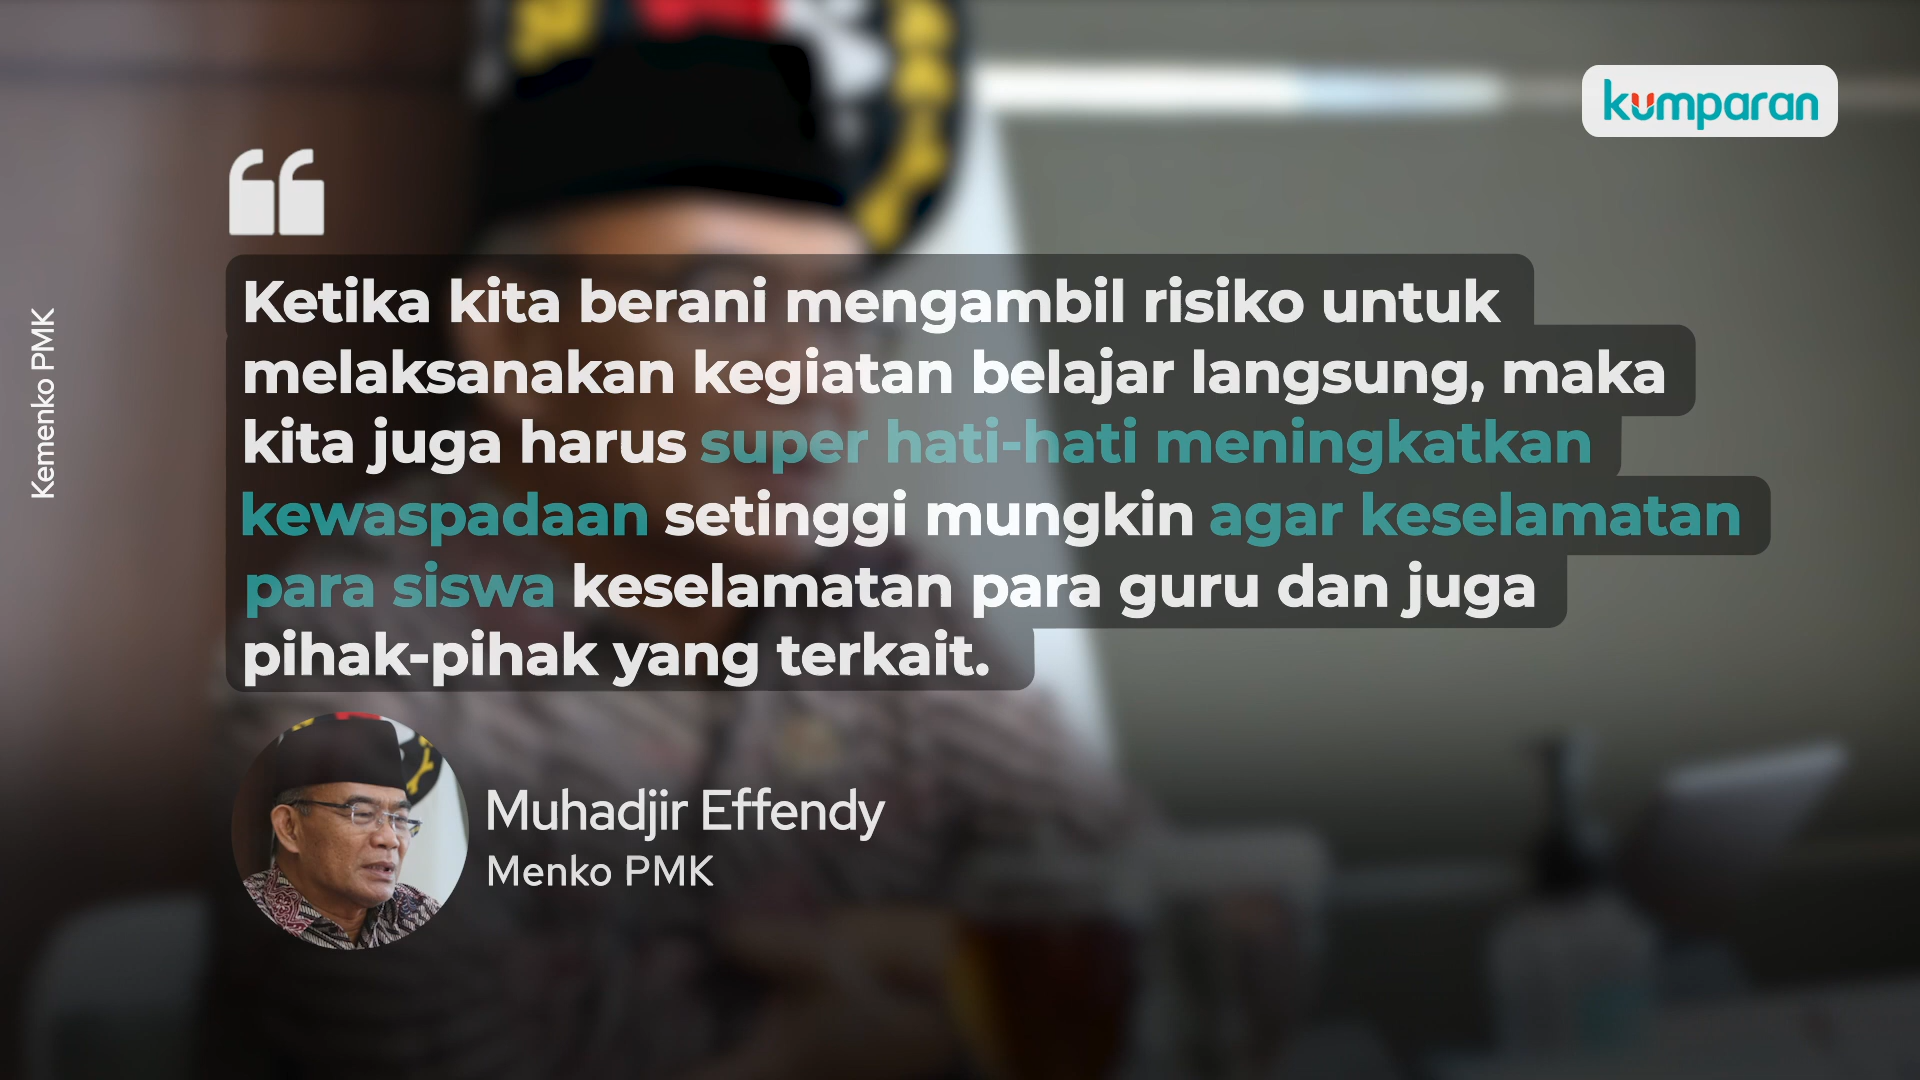 kumparan
Kemenko PMK
Ketika kita berani mengambil risiko untuk
melaksanakan kegiatan belajar langsung, maka
kita juga harus super hati-hati meningkatkan
kewaspadaan setinggi mungkin agar keselamatan
para siswa keselamatan para guru dan juga
pihak-pihak yang terkait.
Muhadjir Effendy
Menko PMK